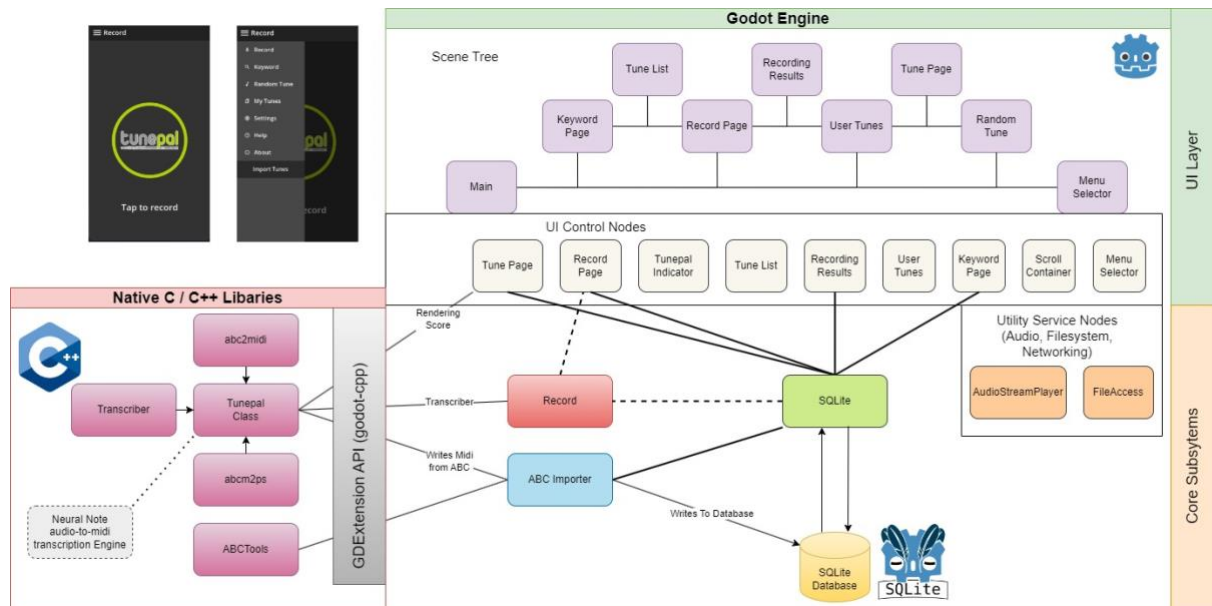 Record
tunepal
Tap to record
Record
Record
Keyword
Random Tune
My Tunes
Settings
Help
About
Import Tunes
pal
ecord
Godot Engine
Scene Tree
Tune List
Recording
Results
Tune Page
Keyword
Page
Record Page
User Tunes
Random
Tune
Main
Menu
Selector
UI Layer
UI Control Nodes
Tune Page
Record
Page
Tunepal
Indicator
Tune List
Recording
Results
User
Tunes
Keyword
Page
Scroll
Container
Menu
Selector
Native C / C++ Libaries
C++
abc2midi
Transcriber
Tunepal
Class
abcm2ps
Neural Note
audio-to-midi
transcription Engine
ABCTools
GDExtension API (godot-cpp)
Rendering
Score
Transcriber
Writes Midi
from ABC
Record
ABC Importer
SQLite
Writes To Database
SQLite
Database
SQLite
Utility Service Nodes
(Audio, Filesystem,
Networking)
AudioStreamPlayer
FileAccess
Core Subsytems